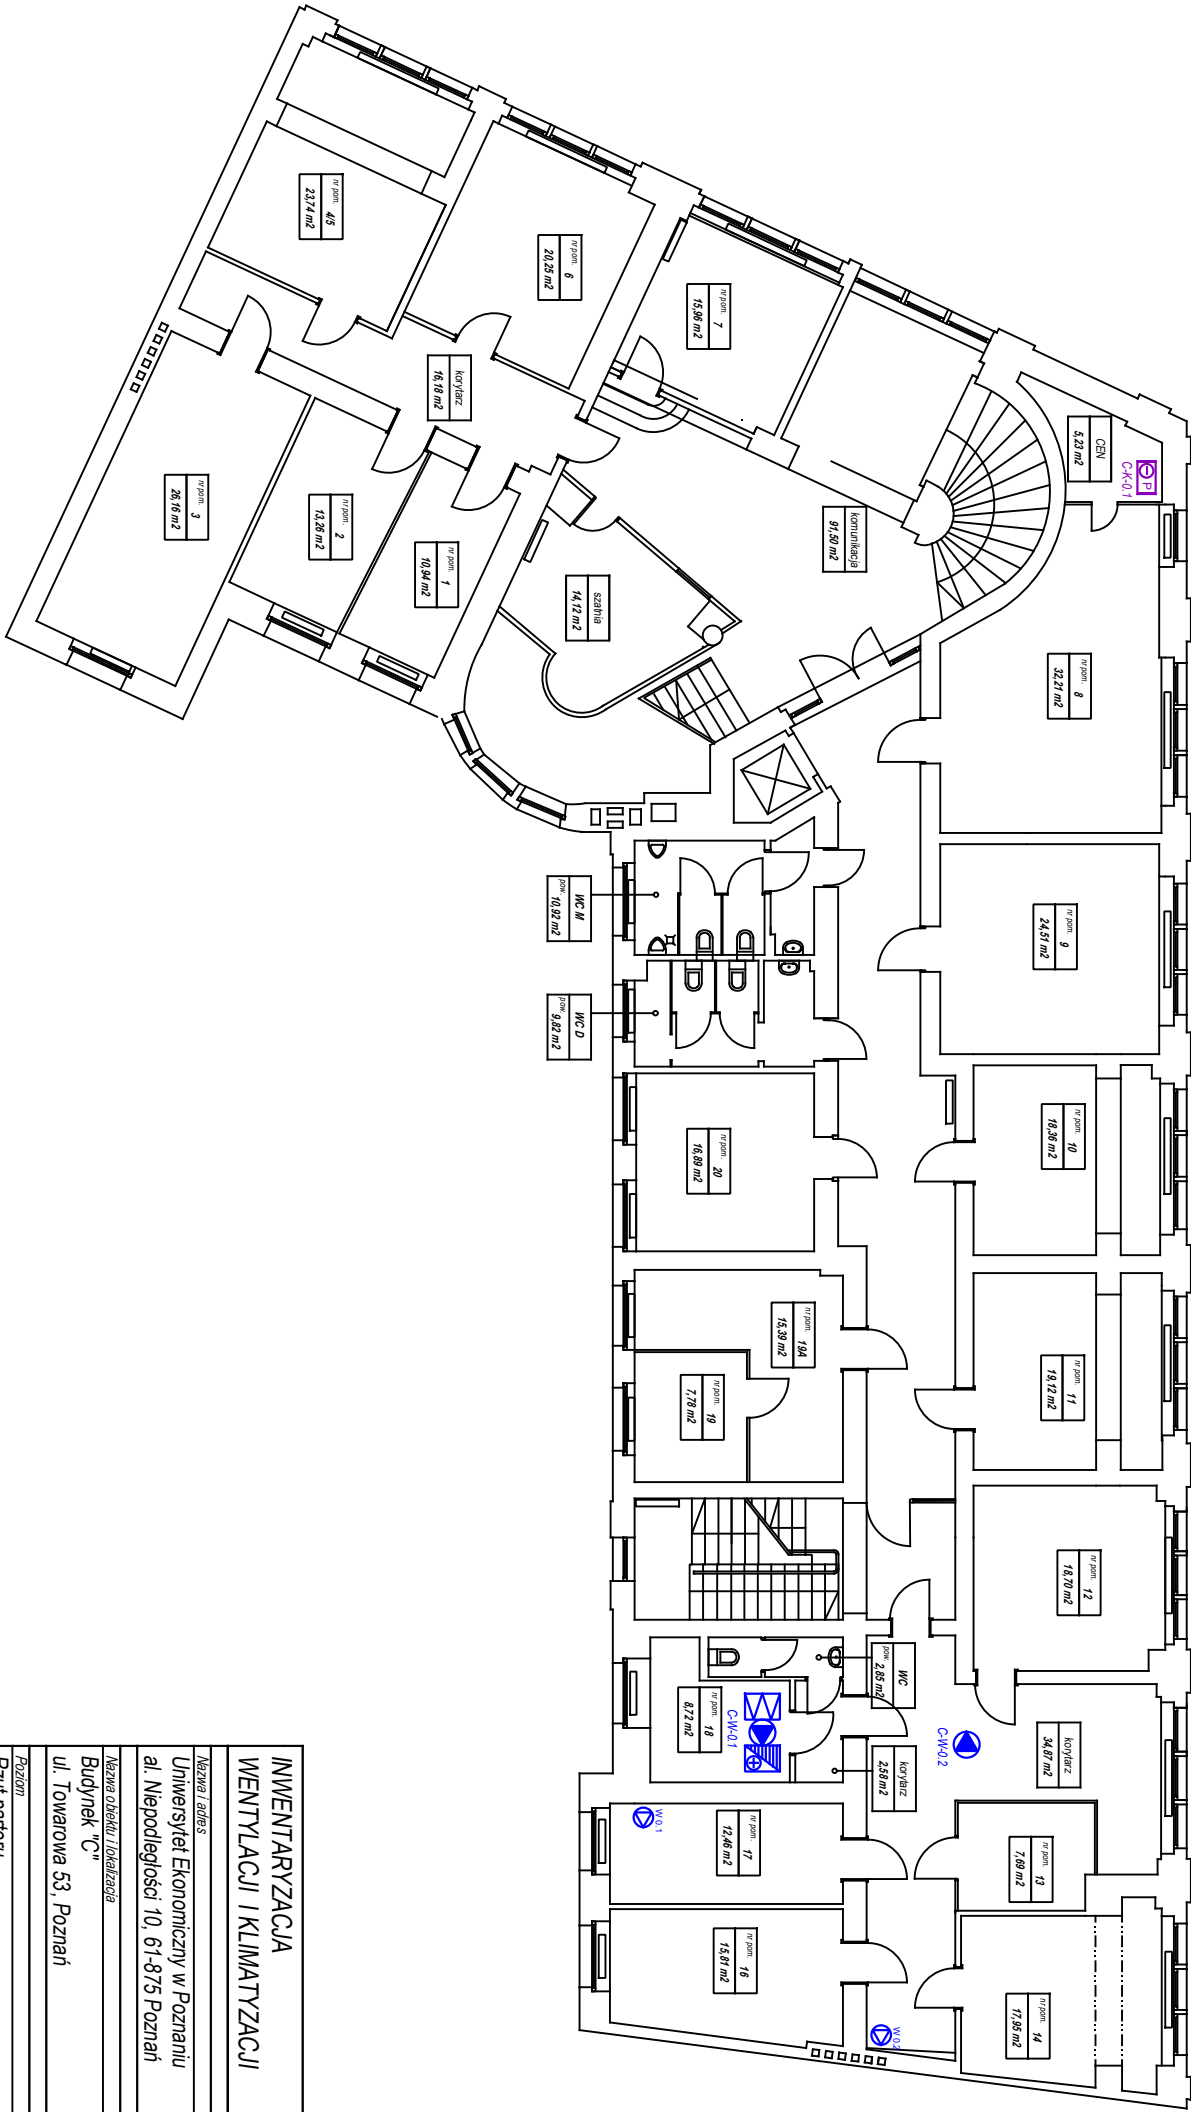 nr pom. 4/5
23,74 m2
nr pom. 6
20,25 m2
nr pom. 7
15,96 m2
korytarz
16,18 m2
nr pom. 3
26,16 m2
nr pom. 2
13,26 m2
nr pom. 1
10,94 m2
szatnia
14,12 m2
komunikacja
91,50 m2
CEN
5,23 m2
P
C-K-0.1
nr pom. 8
32,21 m2
nr pom. 9
24,51 m2
WC M
pow. 10,92 m2
WC D
pow. 9,82 m2
nr pom. 10
18,36 m2
nr pom. 20
16,89 m2
nr pom. 11
19,12 m2
nr pom. 19A
15,39 m2
nr pom. 19
7,78 m2
nr pom. 12
18,70 m2
WC
pow. 2,85 m2
nr pom. 18
8,72 m2
C-W-0.1
C-W-0.2
korytarz
34,87 m2
korytarz
2,58 m2
W 0.1
nr pom. 17
12,46 m2
nr pom. 13
7,69 m2
nr pom. 16
15,81 m2
W 0.2
nr pom. 14
17,95 m2
INWENTARYZACJA
WENTYLACJI I KLIMATYZACJI
Nazwa i adres
Uniwersytet Ekonomiczny w Poznaniu
al. Niepodległości 10, 61-875 Poznań
Nazwa obiektu i lokalizacja
Budynek "C"
ul. Towarowa 53, Poznań
Poziom